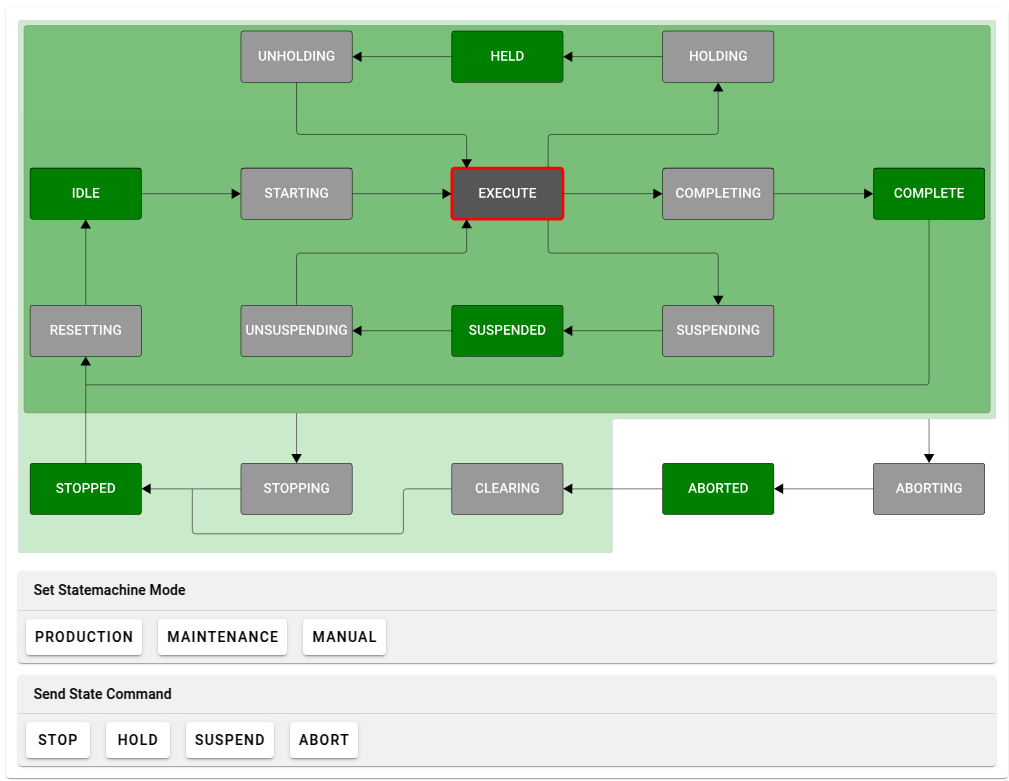 UNHOLDING HELD HOLDING
IDLE STARTING EXECUTE COMPLETING COMPLETE
RESETTING UNSUSPENDING SUSPENDED SUSPENDING
STOPPED STOPPING CLEARING ABORTED ABORTING
Set Statemachine Mode
PRODUCTION MAINTENANCE MANUAL
Send State Command
STOP HOLD SUSPEND ABORT